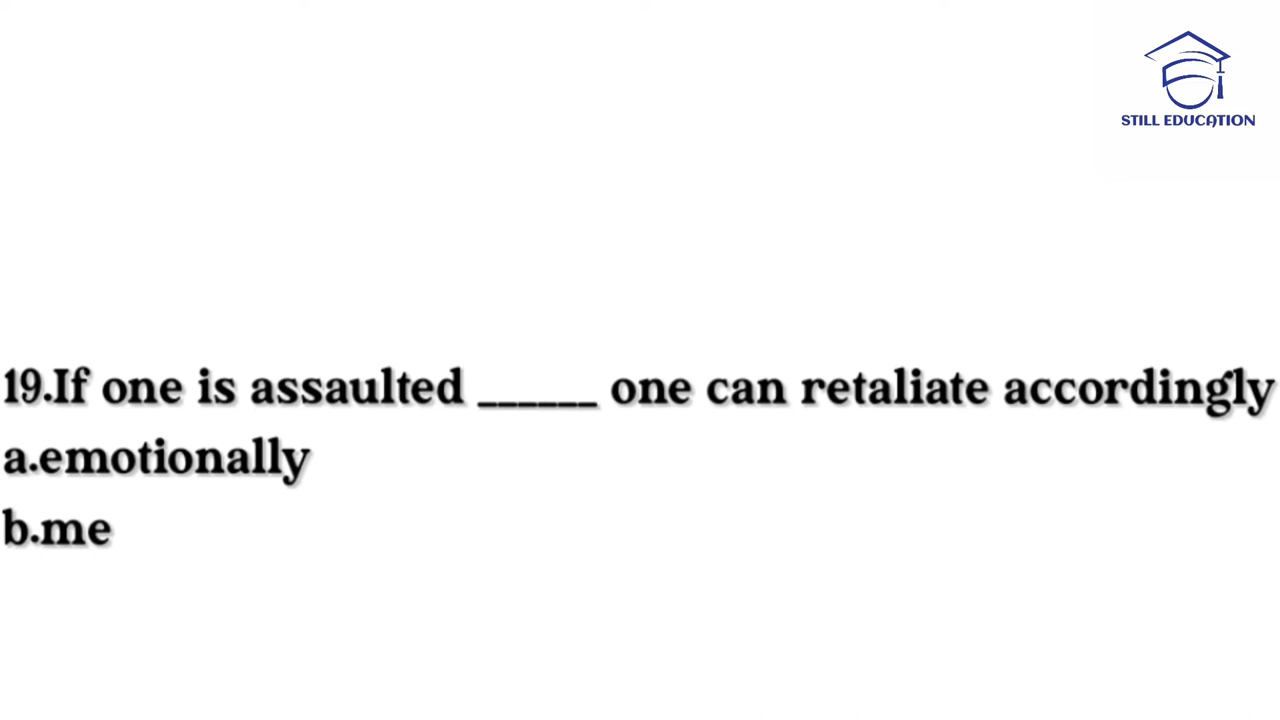 STILL EDUCATION
19.If one is assaulted ______ one can retaliate accordingly
a.emotionally
b.me